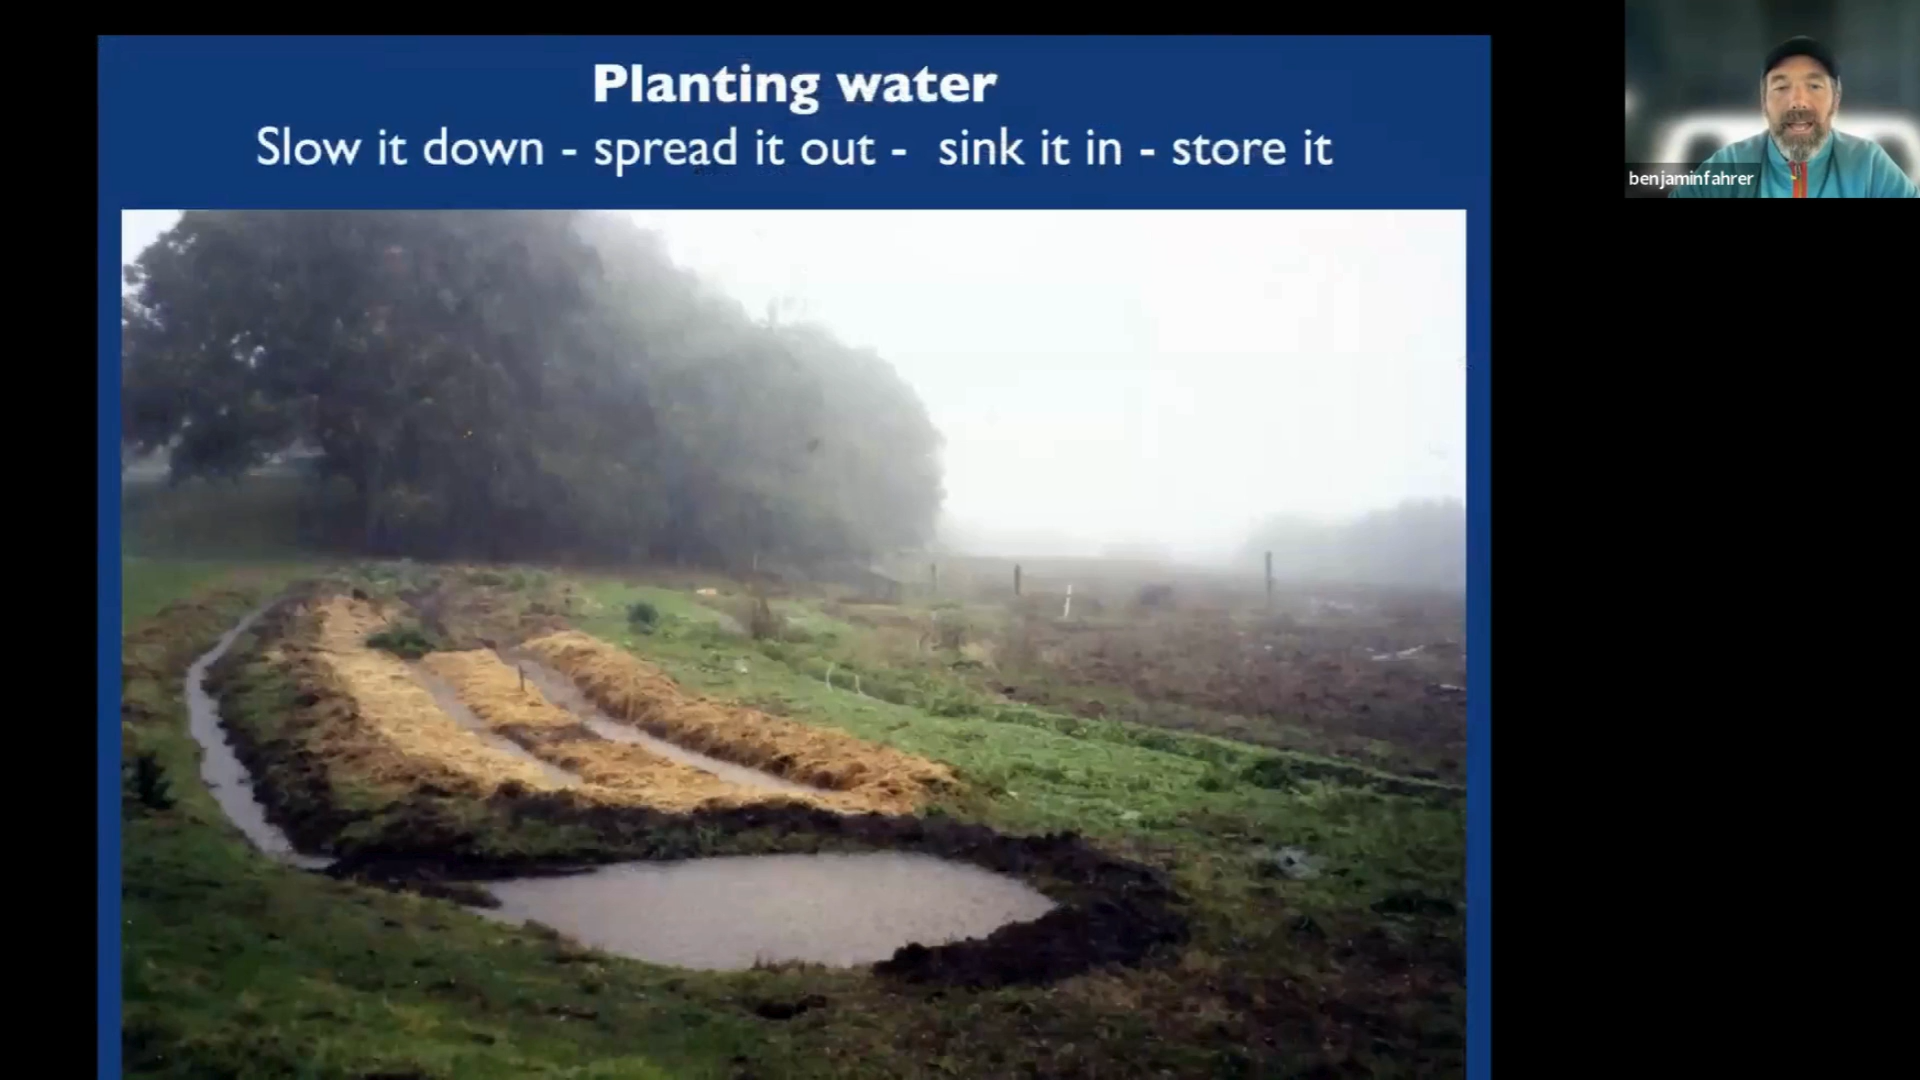 Planting water
Slow it down - spread it out - sink it in - store it
benjaminfahrer